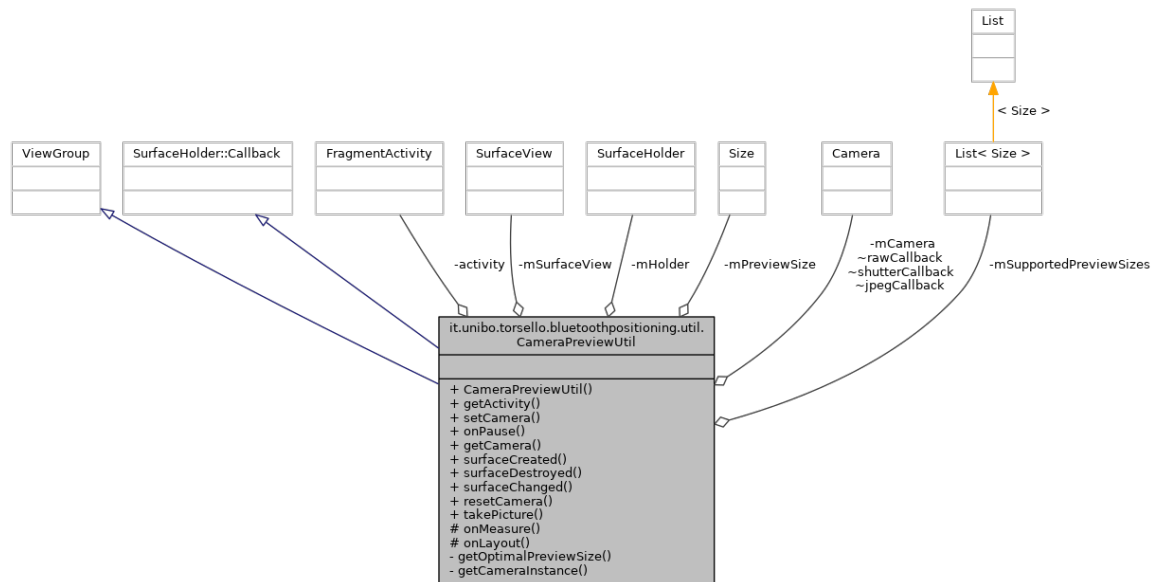 List
< Size >
ViewGroup
SurfaceHolder::Callback
FragmentActivity
SurfaceView
SurfaceHolder
Size
Camera
List< Size >
-activity
-mSurfaceView
-mHolder
-mPreviewSize
-mCamera
~rawCallback
~shutterCallback
~jpegCallback
-mSupportedPreviewSizes
it.unibo.torsello.bluetoothpositioning.util.
CameraPreviewUtil
+ CameraPreviewUtil()
+ getActivity()
+ setCamera()
+ onPause()
+ getCamera()
+ surfaceCreated()
+ surfaceDestroyed()
+ surfaceChanged()
+ resetCamera()
+ takePicture()
# onMeasure()
# onLayout()
- getOptimalPreviewSize()
- getCameraInstance()